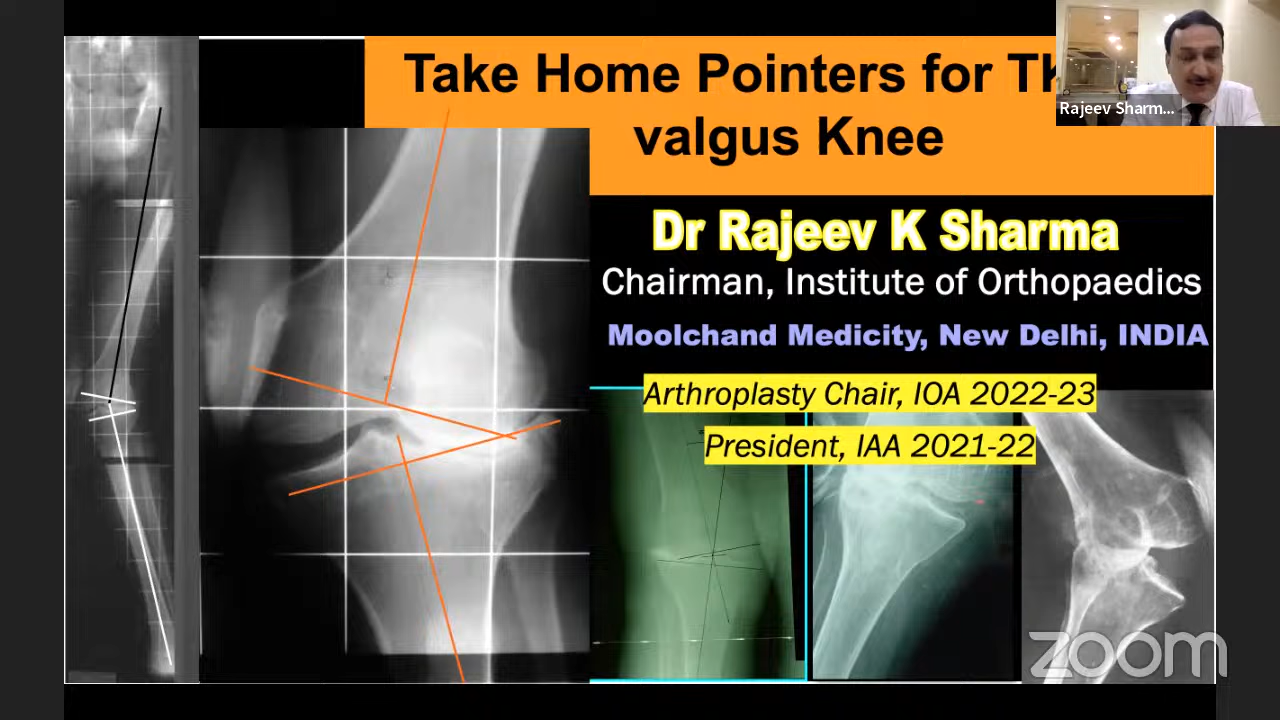 Take Home Pointers for
valgus Knee
Rajeev Sharm...
Dr Rajeev K Sharma
Chairman, Institute of Orthopaedics
Moolchand Medicity, New Delhi, INDIA
Arthroplasty Chair, IOA 2022-23
President, IAA 2021-22
zoom